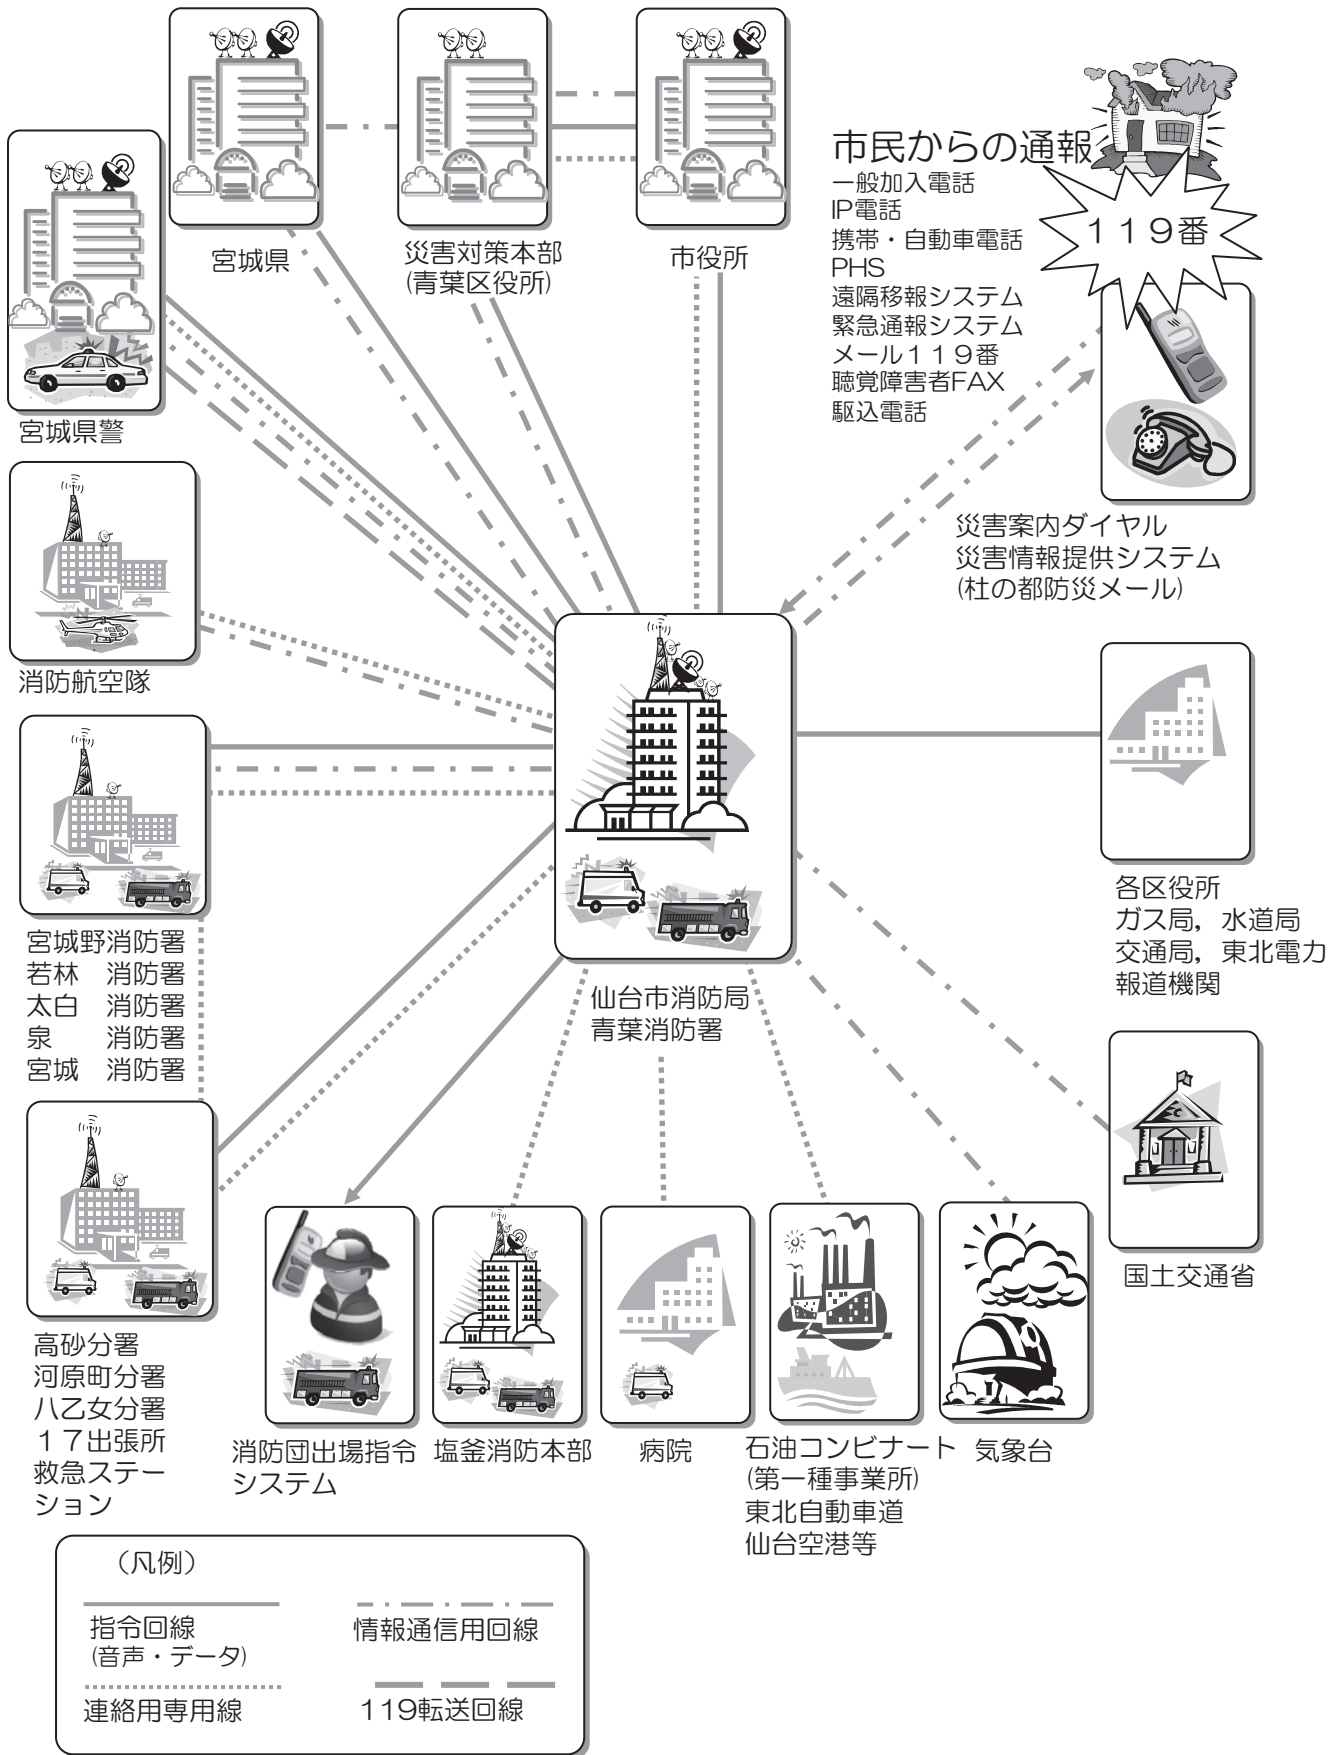 宮城県
災害対策本部
(青葉区役所)
市役所
市民からの通報
一般加入電話
IP電話
携帯・自動車電話
PHS
遠隔移報システム
緊急通報システム
メール１１９番
聴覚障害者FAX
駆込電話
１１９番
宮城県警
災害案内ダイヤル
災害情報提供システム
(杜の都防災メール)
消防航空隊
各区役所
ガス局，水道局
交通局，東北電力
報道機関
宮城野消防署
若林　消防署
太白　消防署
泉　　消防署
宮城　消防署
仙台市消防局
青葉消防署
国土交通省
高砂分署
河原町分署
八乙女分署
１７出張所
救急ステー
ション
消防団出場指令
システム
塩釜消防本部
病院
石油コンビナート
(第一種事業所)
東北自動車道
仙台空港等
気象台
（凡例）
指令回線
(音声・データ)
情報通信用回線
連絡用専用線
119転送回線